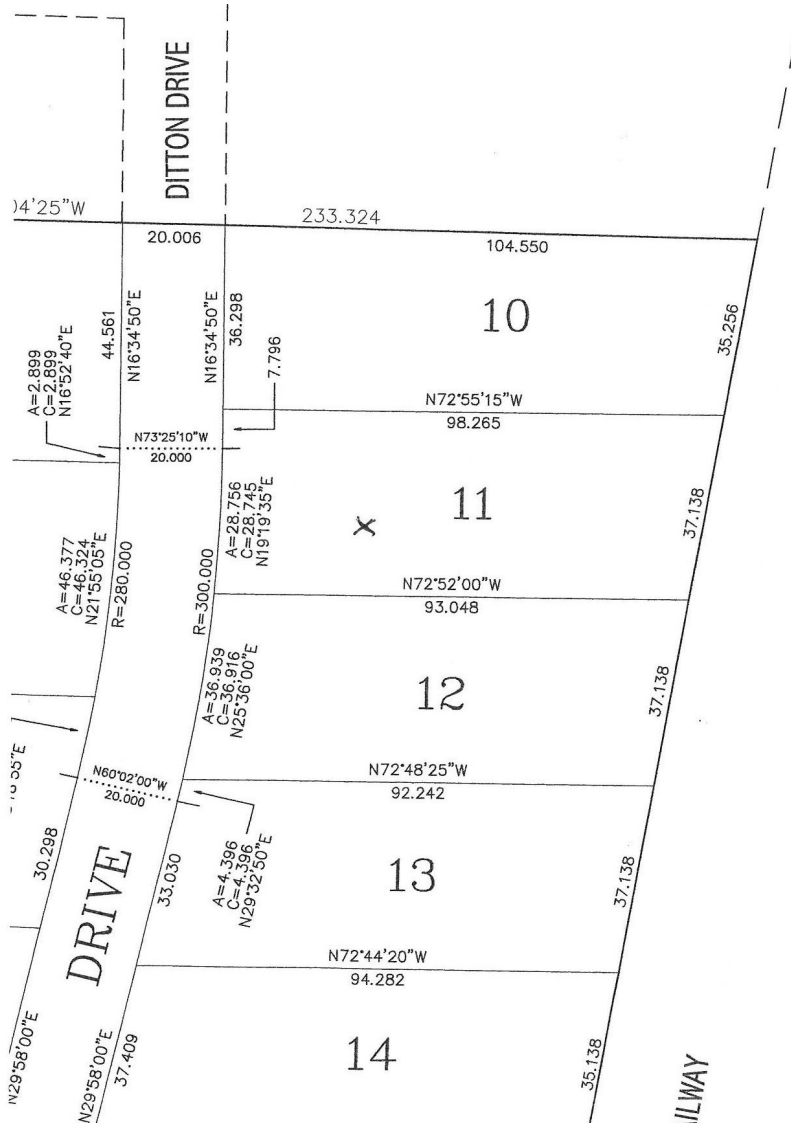 DITTON DRIVE
)4'25"W
233.324
20.006
104.550
10
44.561
N16°34'50"E
N16°34'50"E
36.298
35.256
A=2.899
C=2.899
N16°52'40"E
7.796
N72°55'15"W
98.265
N73°25'10"W
20.000
A=28.756
C=28.745
N19°19'35"E
x
11
37.138
A=46.377
C=46.324
N21°55'05"E
R=280.000
R=300.000
N72°52'00"W
93.048
A=36.939
C=36.916
N25°36'00"E
12
37.138
55"E
N60°02'00"W
20.000
N72°48'25"W
92.242
30.298
33.030
A=4.396
C=4.396
N29°32'50"E
13
37.138
DRIVE
N72°44'20"W
94.282
N29°58'00"E
N29°58'00"E
37.409
14
35.138
ILWAY